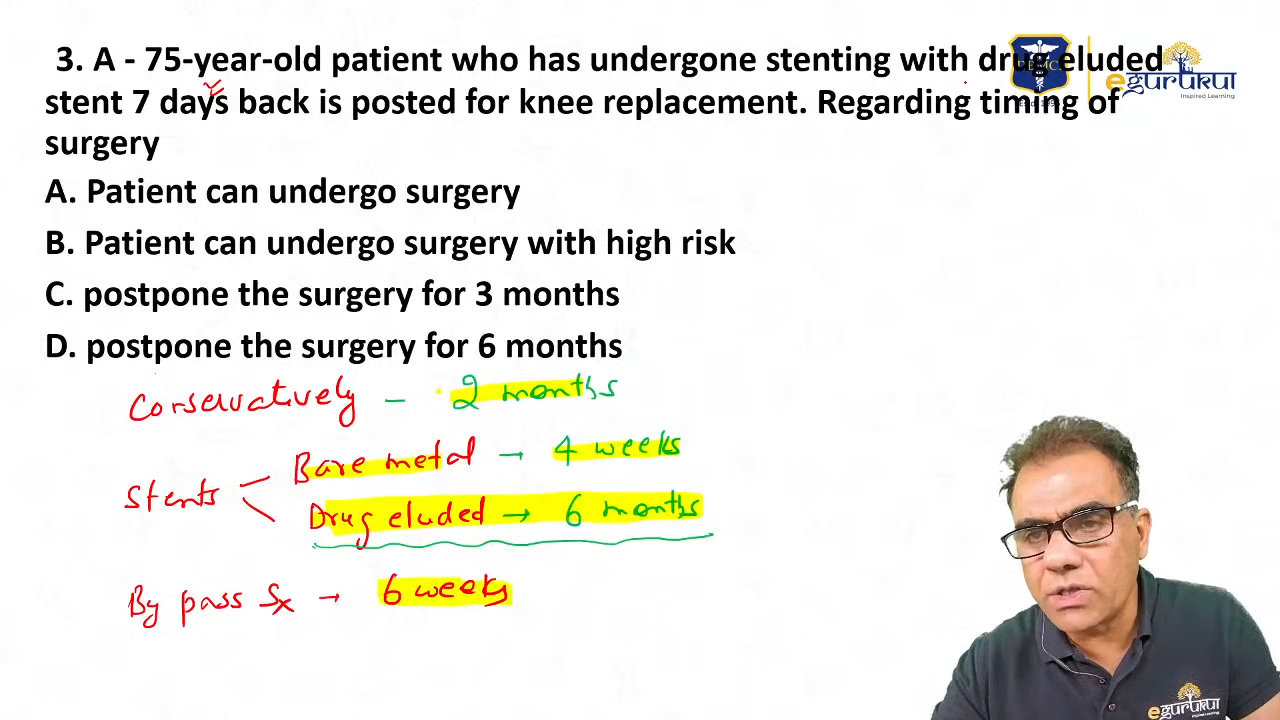 3. A - 75-year-old patient who has undergone stenting with drug eluded
stent 7 days back is posted for knee replacement. Regarding timing of
surgery
A. Patient can undergo surgery
B. Patient can undergo surgery with high risk
C. postpone the surgery for 3 months
D. postpone the surgery for 6 months
Conservatively - 2 months
Stents
Bare metal → 4 weeks
Drug eluded → 6 months
By pass Sx → 6 weeks
egurukul
Inspired Learning
egurukul